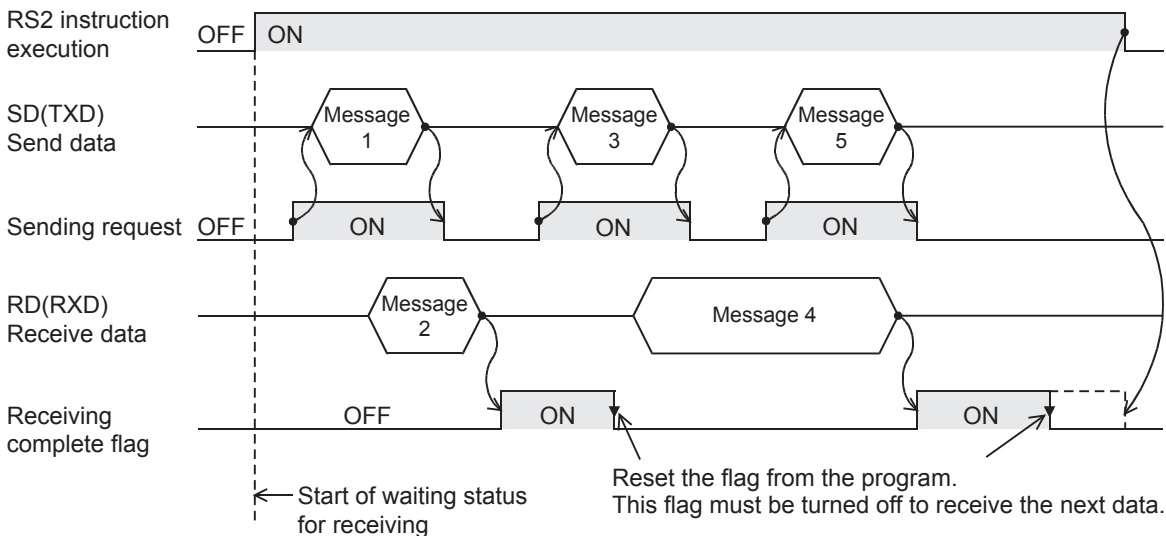 RS2 instruction
execution
OFF
ON
SD(TXD)
Send data
Message
1
Message
3
Message
5
Sending request
OFF
ON
ON
ON
RD(RXD)
Receive data
Message
2
Message 4
Receiving
complete flag
OFF
ON
ON
Start of waiting status
for receiving
Reset the flag from the program.
This flag must be turned off to receive the next data.